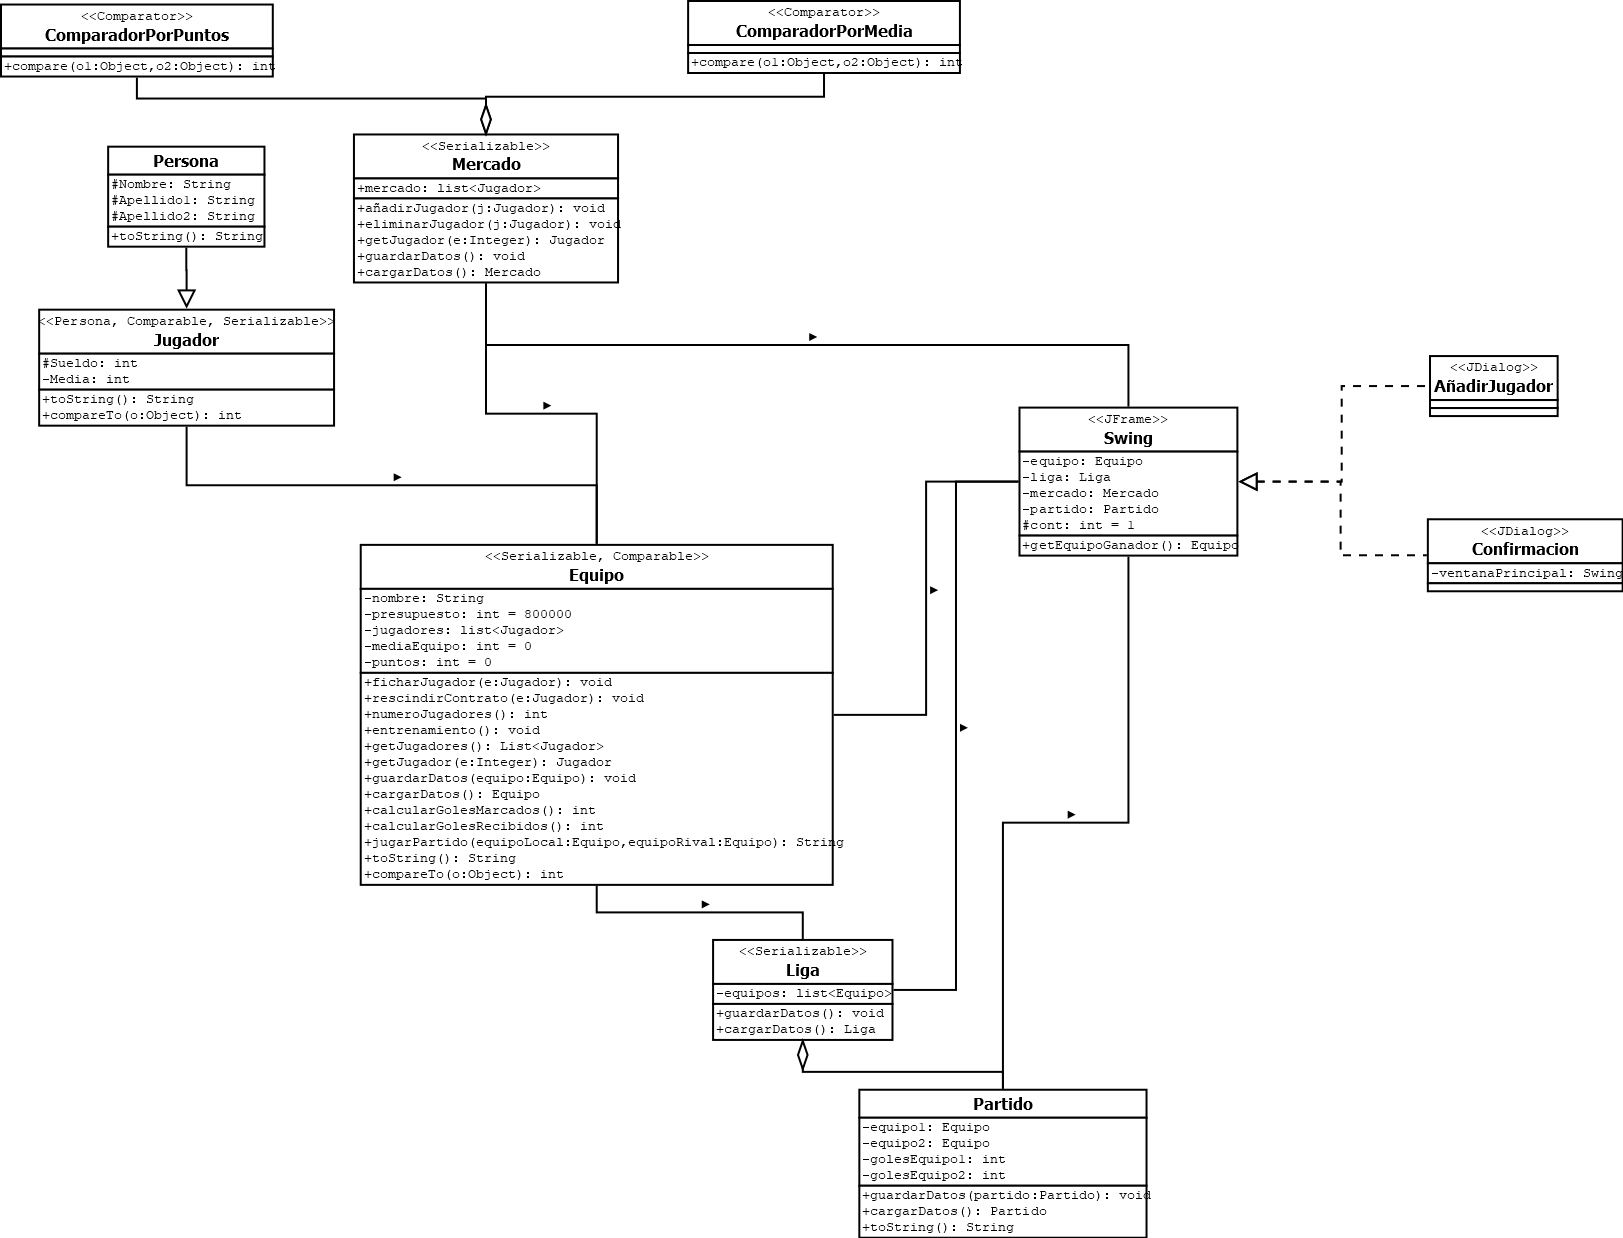 <<Comparator>>
ComparadorPorPuntos
+compare(o1:Object,o2:Object): int
<<Comparator>>
ComparadorPorMedia
+compare(o1:Object,o2:Object): int
Persona
#Nombre: String
#Apellido1: String
#Apellido2: String
+toString(): String
<<Serializable>>
Mercado
+mercado: list<Jugador>
+añadirJugador(j:Jugador): void
+eliminarJugador(j:Jugador): void
+getJugador(e:Integer): Jugador
+guardarDatos(): void
+cargarDatos(): Mercado
<<Persona, Comparable, Serializable>>
Jugador
#Sueldo: int
-Media: int
+toString(): String
+compareTo(o:Object): int
<<JFrame>>
Swing
-equipo: Equipo
-liga: Liga
-mercado: Mercado
-partido: Partido
#cont: int = 1
+getEquipoGanador(): Equipo
<<JDialog>>
AñadirJugador
<<JDialog>>
Confirmacion
-ventanaPrincipal: Swing
<<Serializable, Comparable>>
Equipo
-nombre: String
-presupuesto: int = 800000
-jugadores: list<Jugador>
-mediaEquipo: int = 0
-puntos: int = 0
+ficharJugador(e:Jugador): void
+rescindirContrato(e:Jugador): void
+numeroJugadores(): int
+entrenamiento(): void
+getJugadores(): List<Jugador>
+getJugador(e:Integer): Jugador
+guardarDatos(equipo:Equipo): void
+cargarDatos(): Equipo
+calcularGolesMarcados(): int
+calcularGolesRecibidos(): int
+jugarPartido(equipoLocal:Equipo,equipoRival:Equipo): String
+toString(): String
+compareTo(o:Object): int
<<Serializable>>
Liga
-equipos: list<Equipo>
+guardarDatos(): void
+cargarDatos(): Liga
Partido
-equipo1: Equipo
-equipo2: Equipo
-golesEquipo1: int
-golesEquipo2: int
+guardarDatos(partido:Partido): void
+cargarDatos(): Partido
+toString(): String